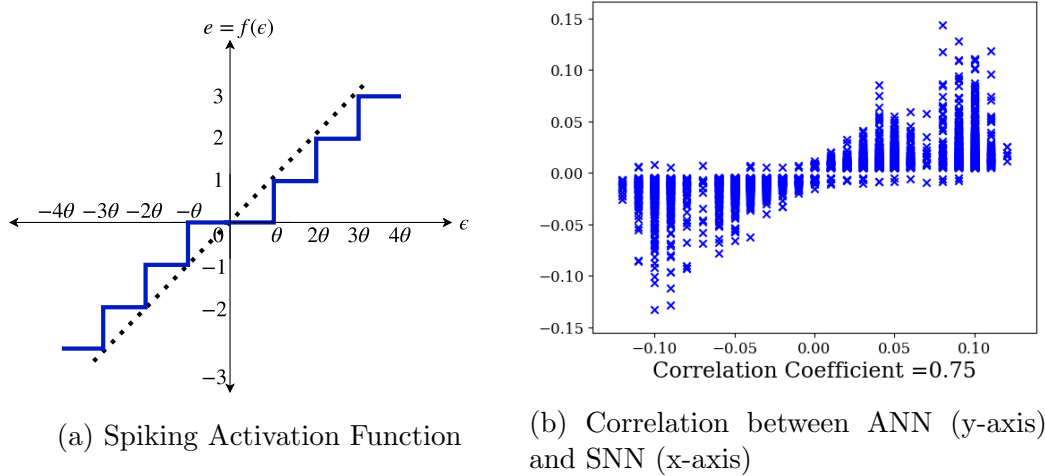 e = f(ϵ)
3
2
1
−4θ −3θ −2θ −θ
0 θ 2θ 3θ 4θ ϵ
−1
−2
−3
(a) Spiking Activation Function
0.15
0.10
0.05
0.00
−0.05
−0.10
−0.15
−0.10 −0.05 0.00 0.05 0.10
Correlation Coefficient =0.75
(b) Correlation between ANN (y-axis)
and SNN (x-axis)